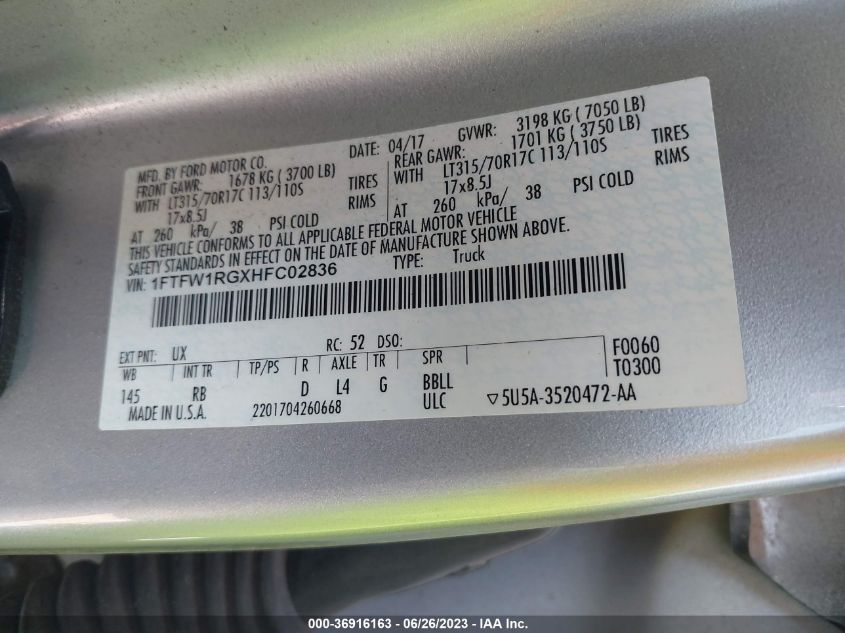 MFD. BY FORD MOTOR CO.
DATE: 04/17 GVWR: 3198 KG ( 7050 LB)
FRONT GAWR: 1678 KG ( 3700 LB)
REAR GAWR: 1701 KG ( 3750 LB)
WITH LT315/70R17C 113/110S TIRES
WITH LT315/70R17C 113/110S TIRES
17x8.5J RIMS
17x8.5J RIMS
AT 260 kPa/ 38 PSI COLD
AT 260 kPa/ 38 PSI COLD
THIS VEHICLE CONFORMS TO ALL APPLICABLE FEDERAL MOTOR VEHICLE
SAFETY STANDARDS IN EFFECT ON THE DATE OF MANUFACTURE SHOWN ABOVE.
VIN: 1FTFW1RGXHFC02836 TYPE: Truck
EXT PNT: UX RC: 52 DSO: F0060
WB INT TR TP/PS R AXLE TR SPR T0300
145 RB D L4 G BBLL
ULC
MADE IN U.S.A. 2201704260668 ▽5U5A-3520472-AA
000-36916163 - 06/26/2023 - IAA Inc.